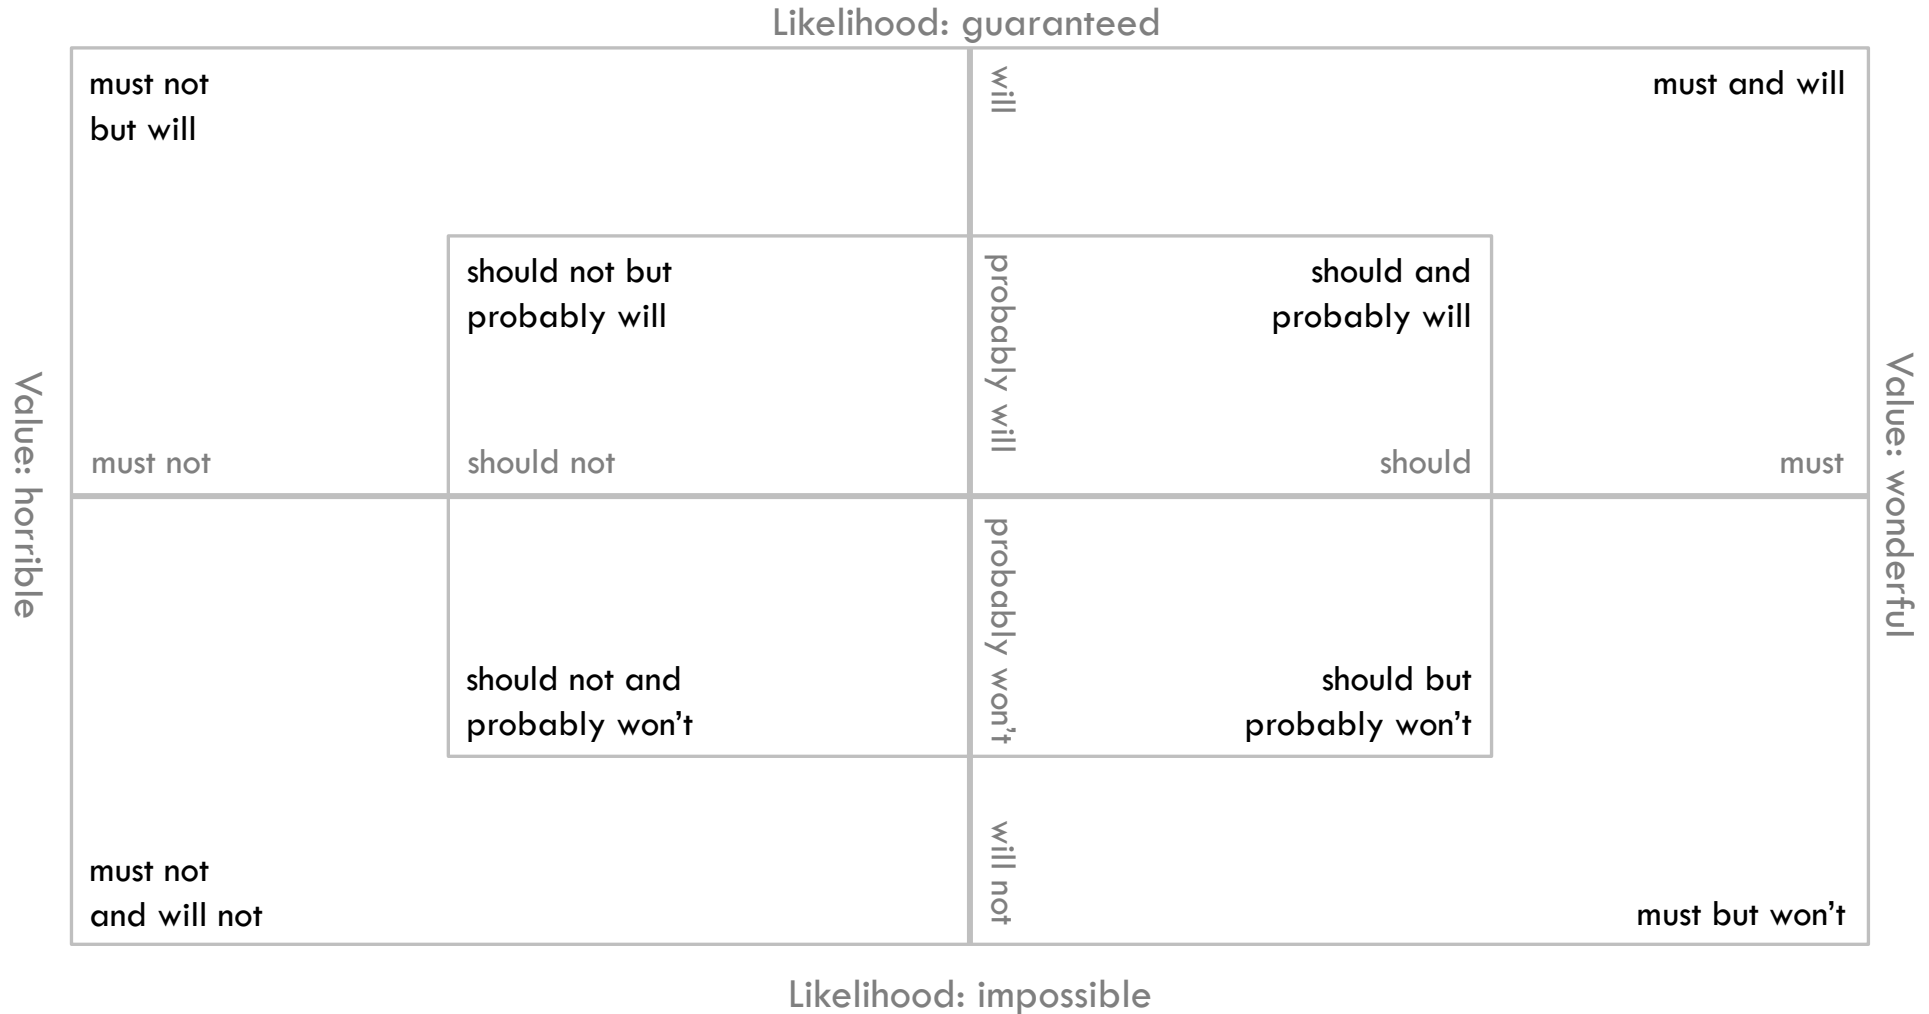 Likelihood: guaranteed
must not
but will
will
must and will
should not but
probably will
probably will
should and
probably will
Value: horrible
must not
should not
should
must
Value: wonderful
should not and
probably won’t
probably won’t
should but
probably won’t
must not
and will not
will not
must but won’t
Likelihood: impossible